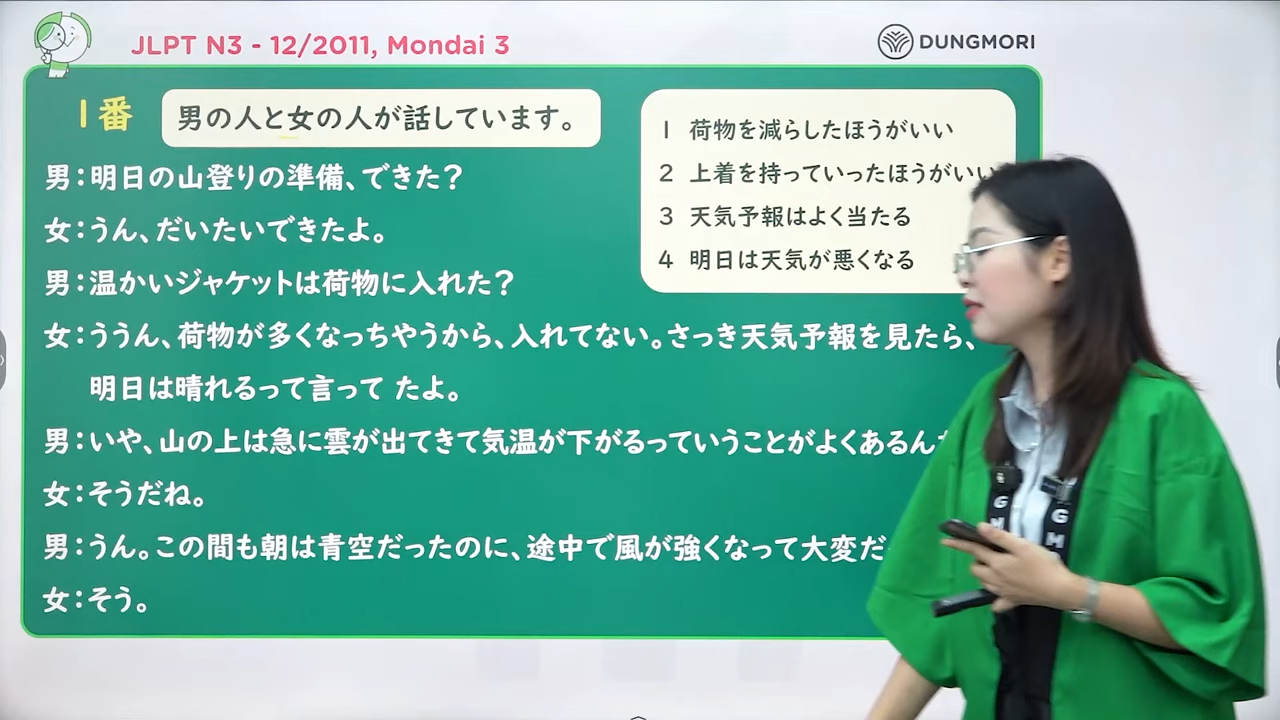 JLPT N3 - 12/2011, Mondai 3
DUNGMORI
1番
男の人と女の人が話しています。
男：明日の山登りの準備、できた？
女：うん、だいたいできたよ。
男：温かいジャケットは荷物に入れた？
女：ううん、荷物が多くなっちやうから、入れてない。さっき天気予報を見たら、
明日は晴れるって言って たよ。
男：いや、山の上は急に雲が出てきて気温が下がるっていうことがよくあるん
女：そうだね。
男：うん。この間も朝は青空だったのに、途中で風が強くなって大変だ
女：そう。
1 荷物を減らしたほうがいい
2 上着を持っていったほうがいい
3 天気予報はよく当たる
4 明日は天気が悪くなる
G
H
G
H